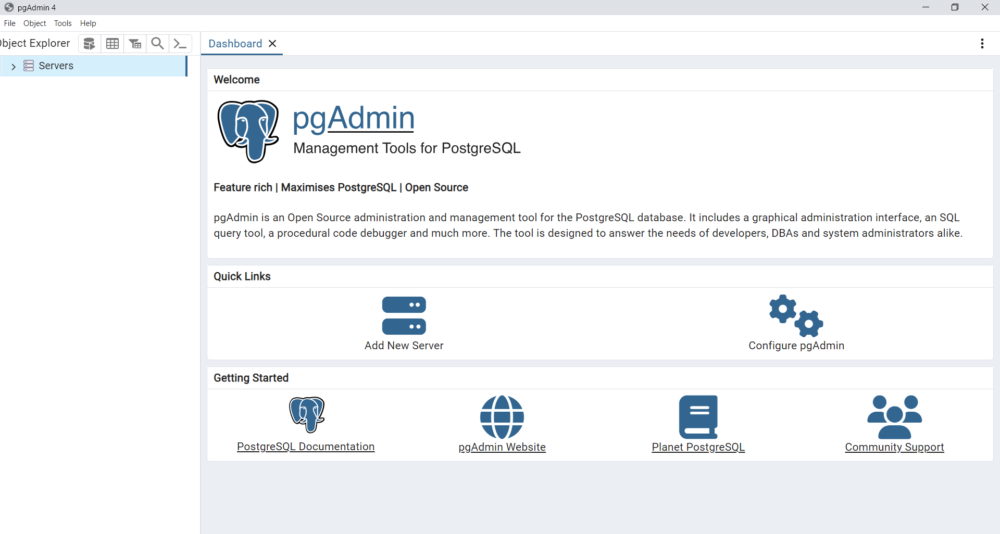 pgAdmin 4
File Object Tools Help
bject Explorer
Dashboard
Servers
Welcome
pgAdmin
Management Tools for PostgreSQL
Feature rich | Maximises PostgreSQL | Open Source
pgAdmin is an Open Source administration and management tool for the PostgreSQL database. It includes a graphical administration interface, an SQL
query tool, a procedural code debugger and much more. The tool is designed to answer the needs of developers, DBAs and system administrators alike.
Quick Links
Add New Server
Configure pgAdmin
Getting Started
PostgreSQL Documentation
pgAdmin Website
Planet PostgreSQL
Community Support